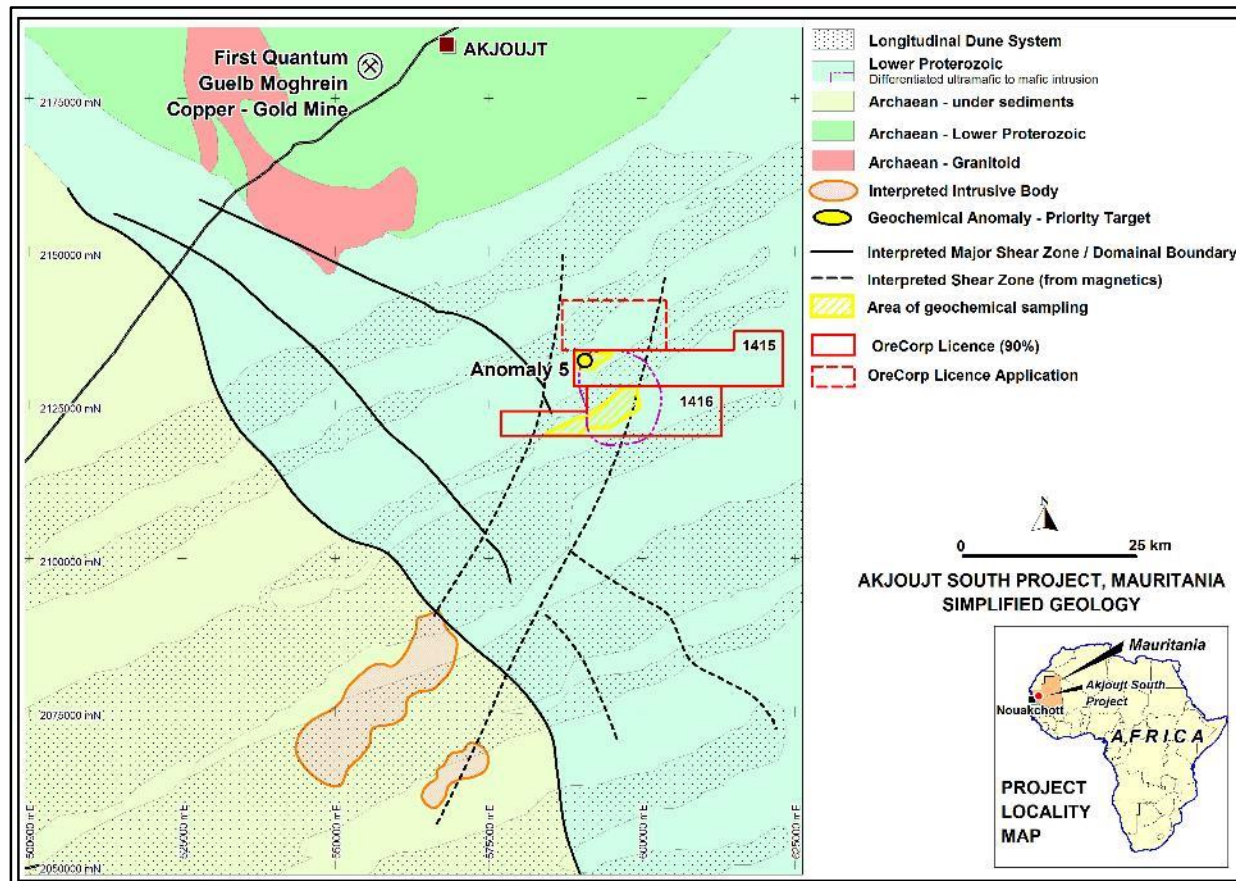 First Quantum
Guelb Moghrein
Copper - Gold Mine
AKJOUJT
2175000 mN
2150000 mN
2125000 mN
2100000 mN
2075000 mN
2050000 mN
Anomaly 5
1415
1416
500000 mE
525000 mE
575000 mE
625000 mE
Longitudinal Dune System
Lower Proterozoic
Differentiated ultramafic to mafic intrusion
Archaean - under sediments
Archaean - Lower Proterozoic
Archaean - Granitoid
Interpreted Intrusive Body
Geochemical Anomaly - Priority Target
Interpreted Major Shear Zone / Domainal Boundary
Interpreted Shear Zone (from magnetics)
Area of geochemical sampling
OreCorp Licence (90%)
OreCorp Licence Application
N
0 25 km
AKJOUJT SOUTH PROJECT, MAURITANIA
SIMPLIFIED GEOLOGY
Mauritania
Akjoujt South
Project
Nouakchott
AFRICA
PROJECT
LOCALITY
MAP